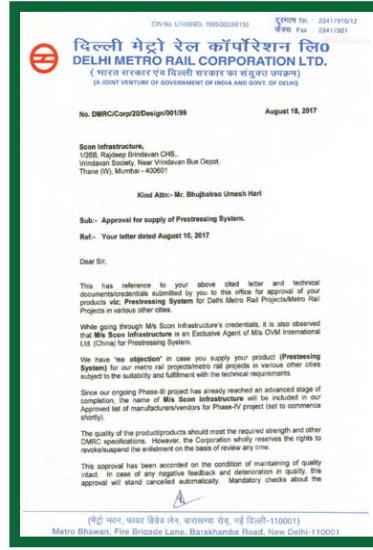 CIN No. U74899DL 1995GOI068150
दूरभाष Tel. : 23417910/12
फैक्स Fax : 23417921
दिल्ली मेट्रो रेल कॉर्पोरेशन लि०
DELHI METRO RAIL CORPORATION LTD.
( भारत सरकार एवं दिल्ली सरकार का संयुक्त उपक्रम)
(A JOINT VENTURE OF GOVERNMENT OF INDIA AND GOVT. OF DELHI)
No. DMRC/Corp/20/Design/001/99
August 18, 2017
Scon Infrastructure,
1/26B, Rajdeep Brindavan CHS.,
Vrindavan Society, Near Vrindavan Bus Depot,
Thane (W), Mumbai - 400601
Kind Attn:- Mr. Bhujbalrao Umesh Hari
Sub:- Approval for supply of Prestressing System.
Ref:- Your letter dated August 10, 2017
Dear Sir,
This has reference to your above cited letter and technical
documents/credentials submitted by you to this office for approval of your
products viz; Prestressing System for Delhi Metro Rail Projects/Metro Rail
Projects in various other cities.
While going through M/s Scon Infrastructure's credentials, it is also observed
that M/s Scon Infrastructure is an Exclusive Agent of M/s OVM International
Ltd. (China) for Prestressing System.
We have 'no objection' in case you supply your product (Prestessing
System) for our metro rail projects/metro rail projects in various other cities
subject to the suitability and fulfillment with the technical requirements.
Since our ongoing Phase-III project has already reached an advanced stage of
completion, the name of M/s Scon Infrastructure will be included in our
Approved list of manufacturers/vendors for Phase-IV project (set to commence
shortly).
The quality of the product/products should meet the required strength and other
DMRC specifications. However, the Corporation wholly reserves the rights to
revoke/suspend the enlistment on the basis of review any time.
This approval has been accorded on the condition of maintaining of quality
intact. In case of any negative feedback and deterioration in quality, this
approval will stand cancelled automatically. Mandatory checks about the
(मेट्रो भवन, फायर ब्रिगेड लेन, बाराखम्बा रोड, नई दिल्ली-110001)
Metro Bhawan, Fire Brigade Lane, Barakhamba Road, New Delhi-110001